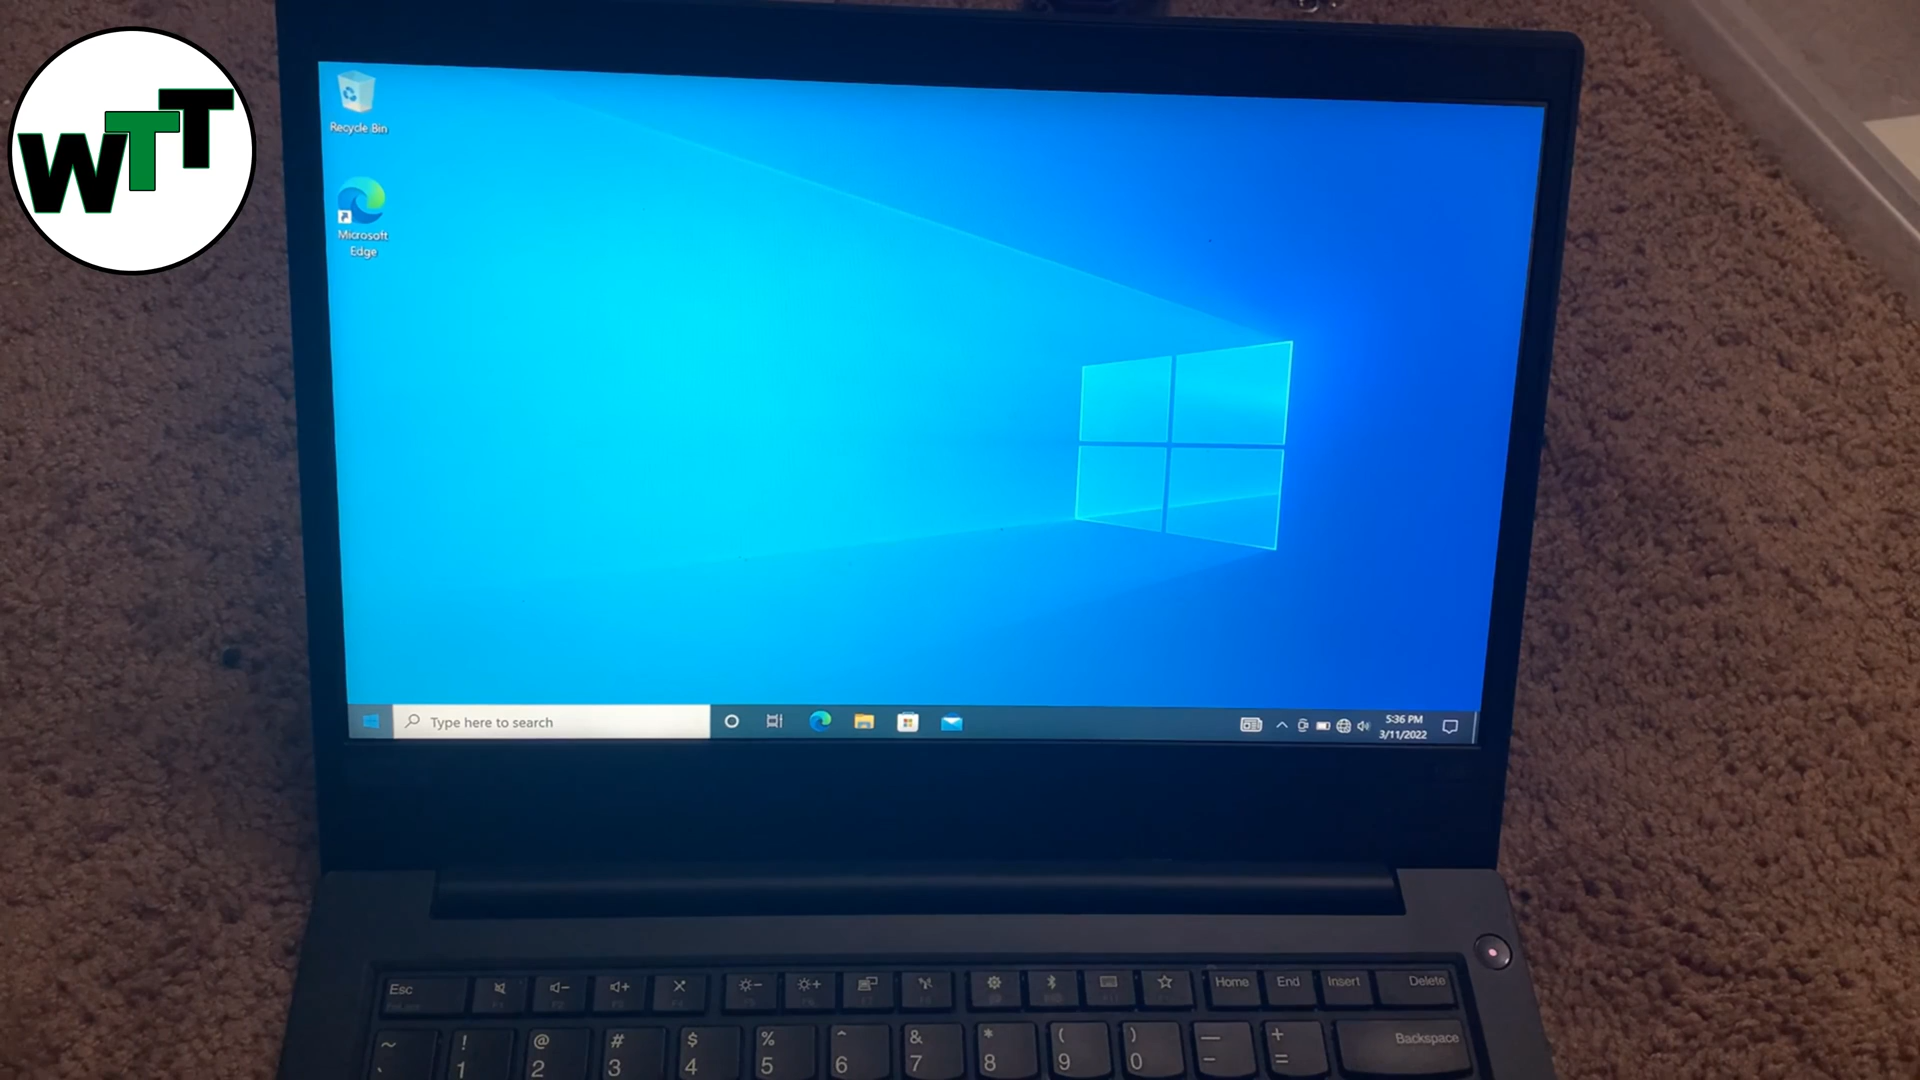 WTT
Recycle Bin
Microsoft
Edge
Type here to search
5:36 PM
3/11/2022
Esc
Home
End
Insert
Delete
~ ! @ # $ % ^ & * ( ) — +
` 1 2 3 4 5 6 7 8 9 0 - =
Backspace